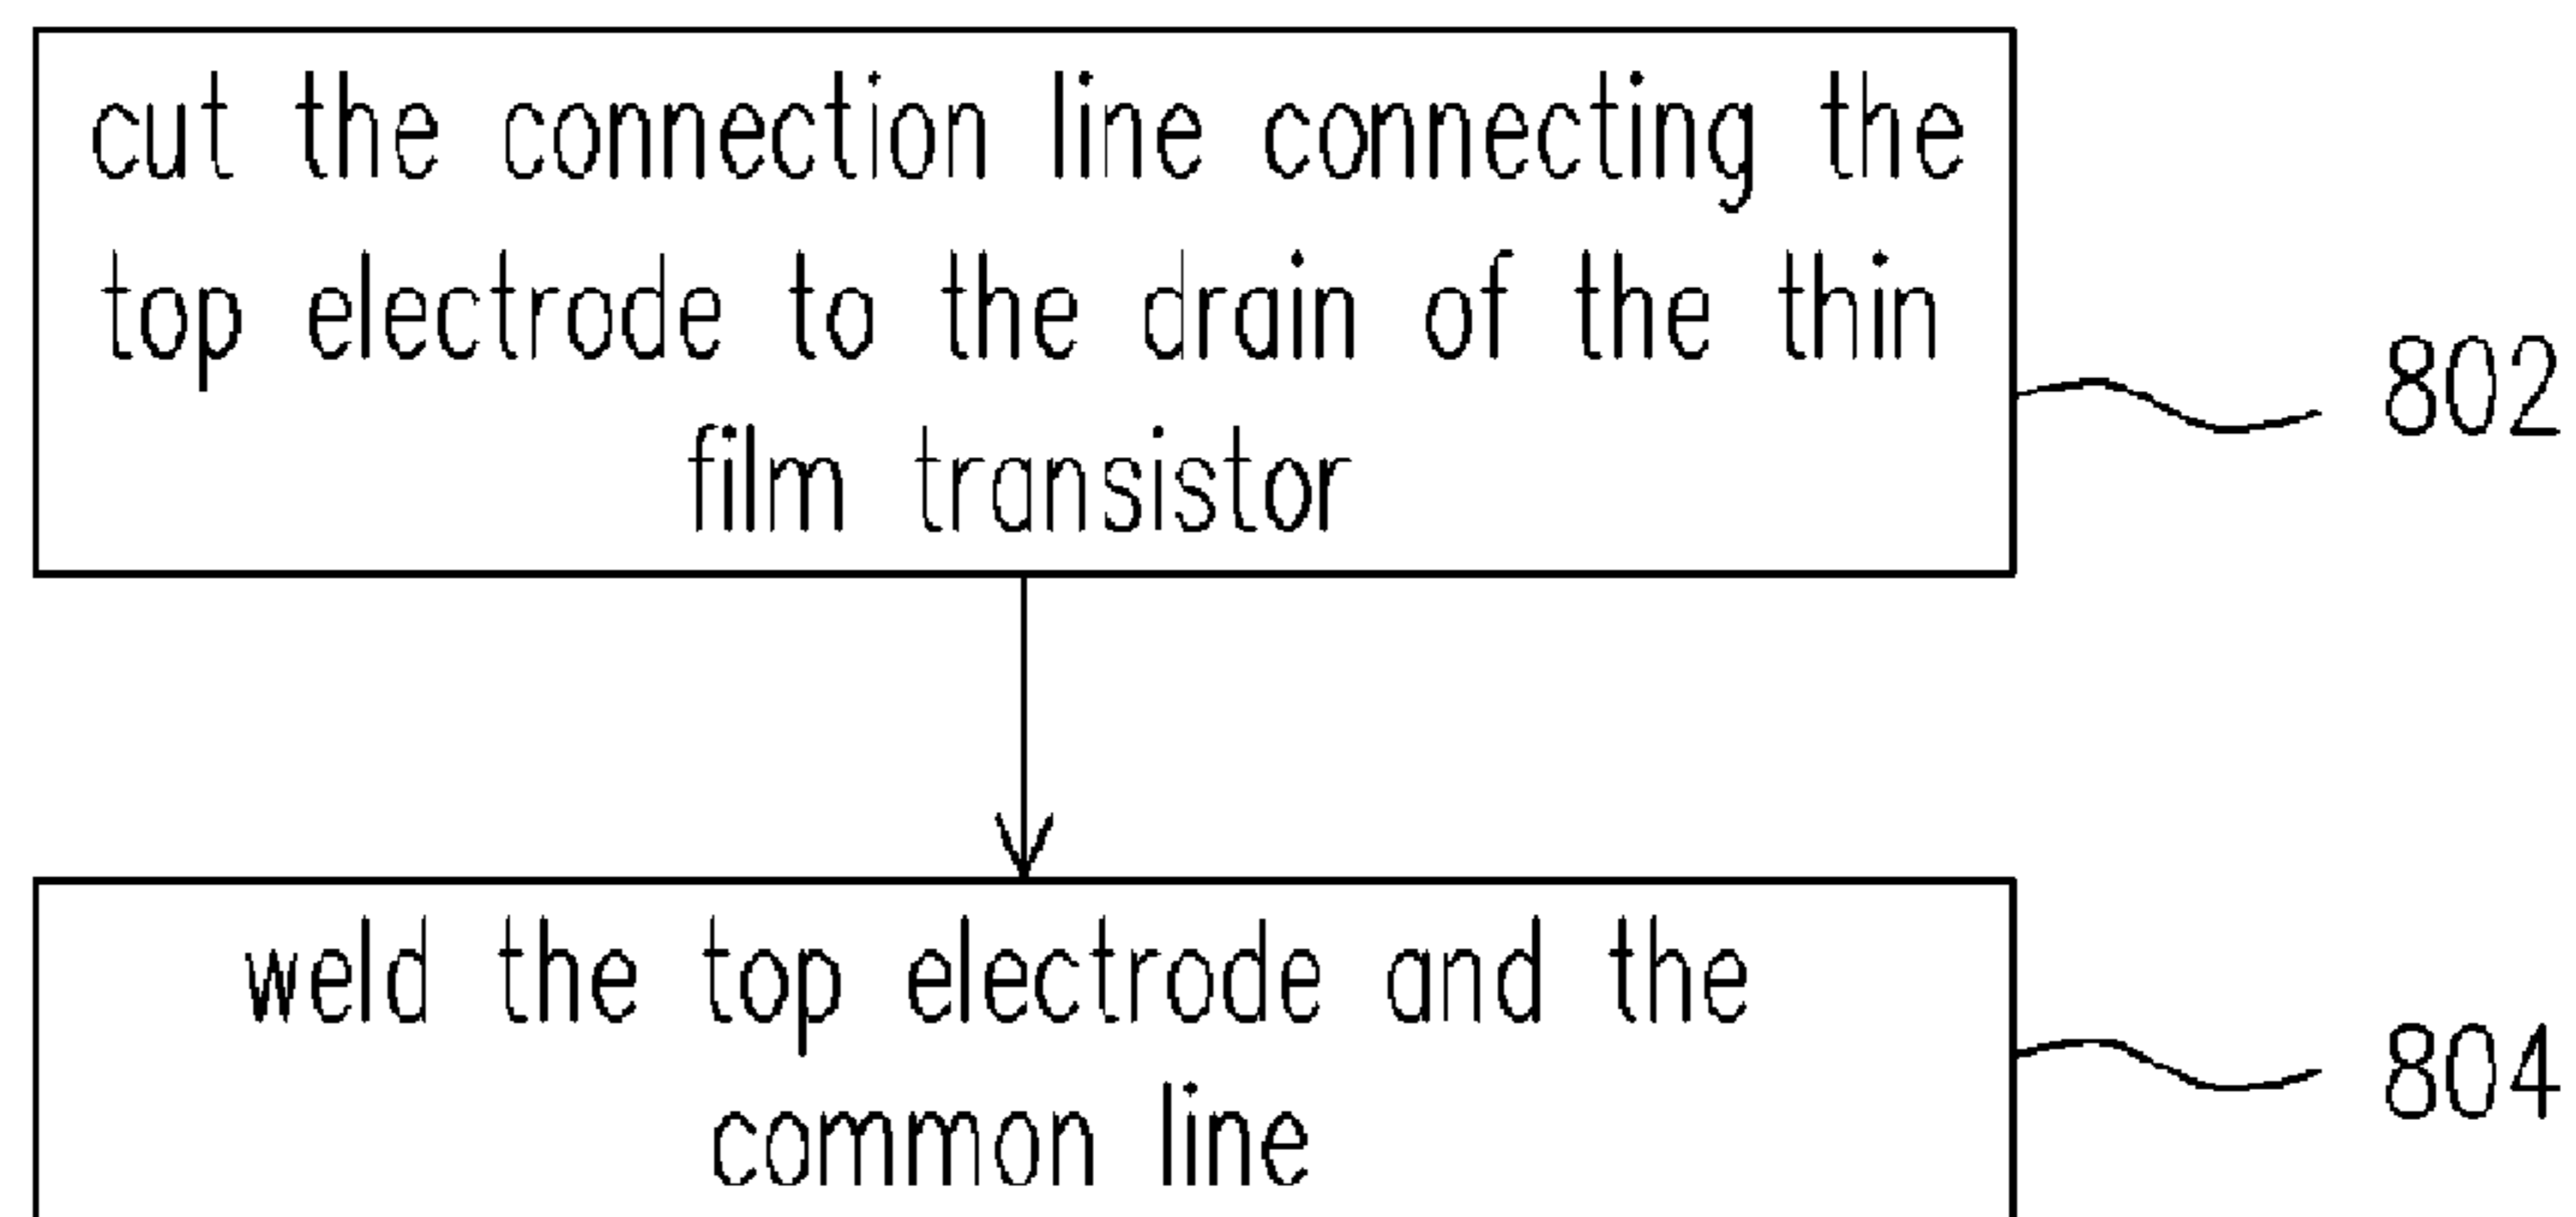 cut the connection line connecting the
top electrode to the drain of the thin
film transistor
802
weld the top electrode and the
common line
804